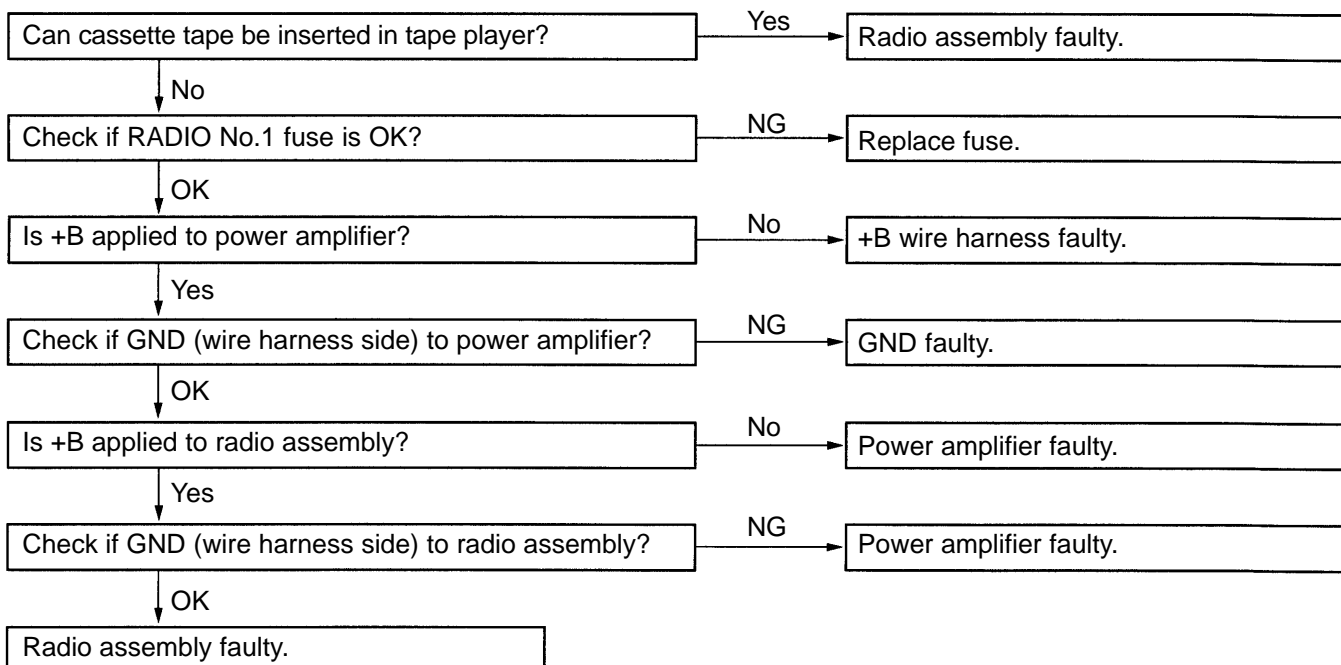 Can cassette tape be inserted in tape player?
Yes
Radio assembly faulty.
No
Check if RADIO No.1 fuse is OK?
NG
Replace fuse.
OK
Is +B applied to power amplifier?
No
+B wire harness faulty.
Yes
Check if GND (wire harness side) to power amplifier?
NG
GND faulty.
OK
Is +B applied to radio assembly?
No
Power amplifier faulty.
Yes
Check if GND (wire harness side) to radio assembly?
NG
Power amplifier faulty.
OK
Radio assembly faulty.